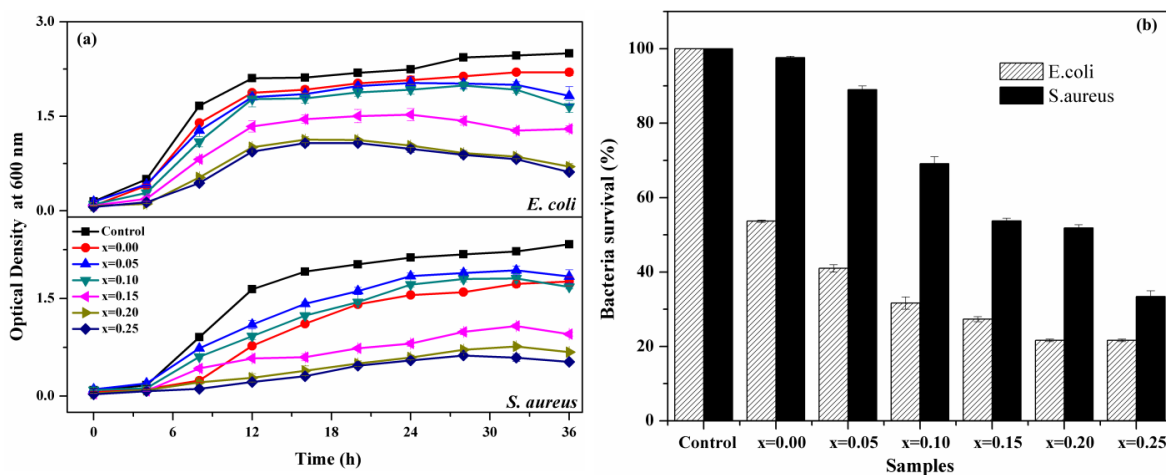 (a)
3.0
1.5
0.0
E. coli
Control
x=0.00
x=0.05
x=0.10
x=0.15
x=0.20
x=0.25
1.5
0.0
S. aureus
0 6 12 18 24 30 36
Time (h)
Optical Density at 600 nm
(b)
E.coli
S.aureus
100
80
60
40
20
0
Control x=0.00 x=0.05 x=0.10 x=0.15 x=0.20 x=0.25
Samples
Bacteria survival (%)